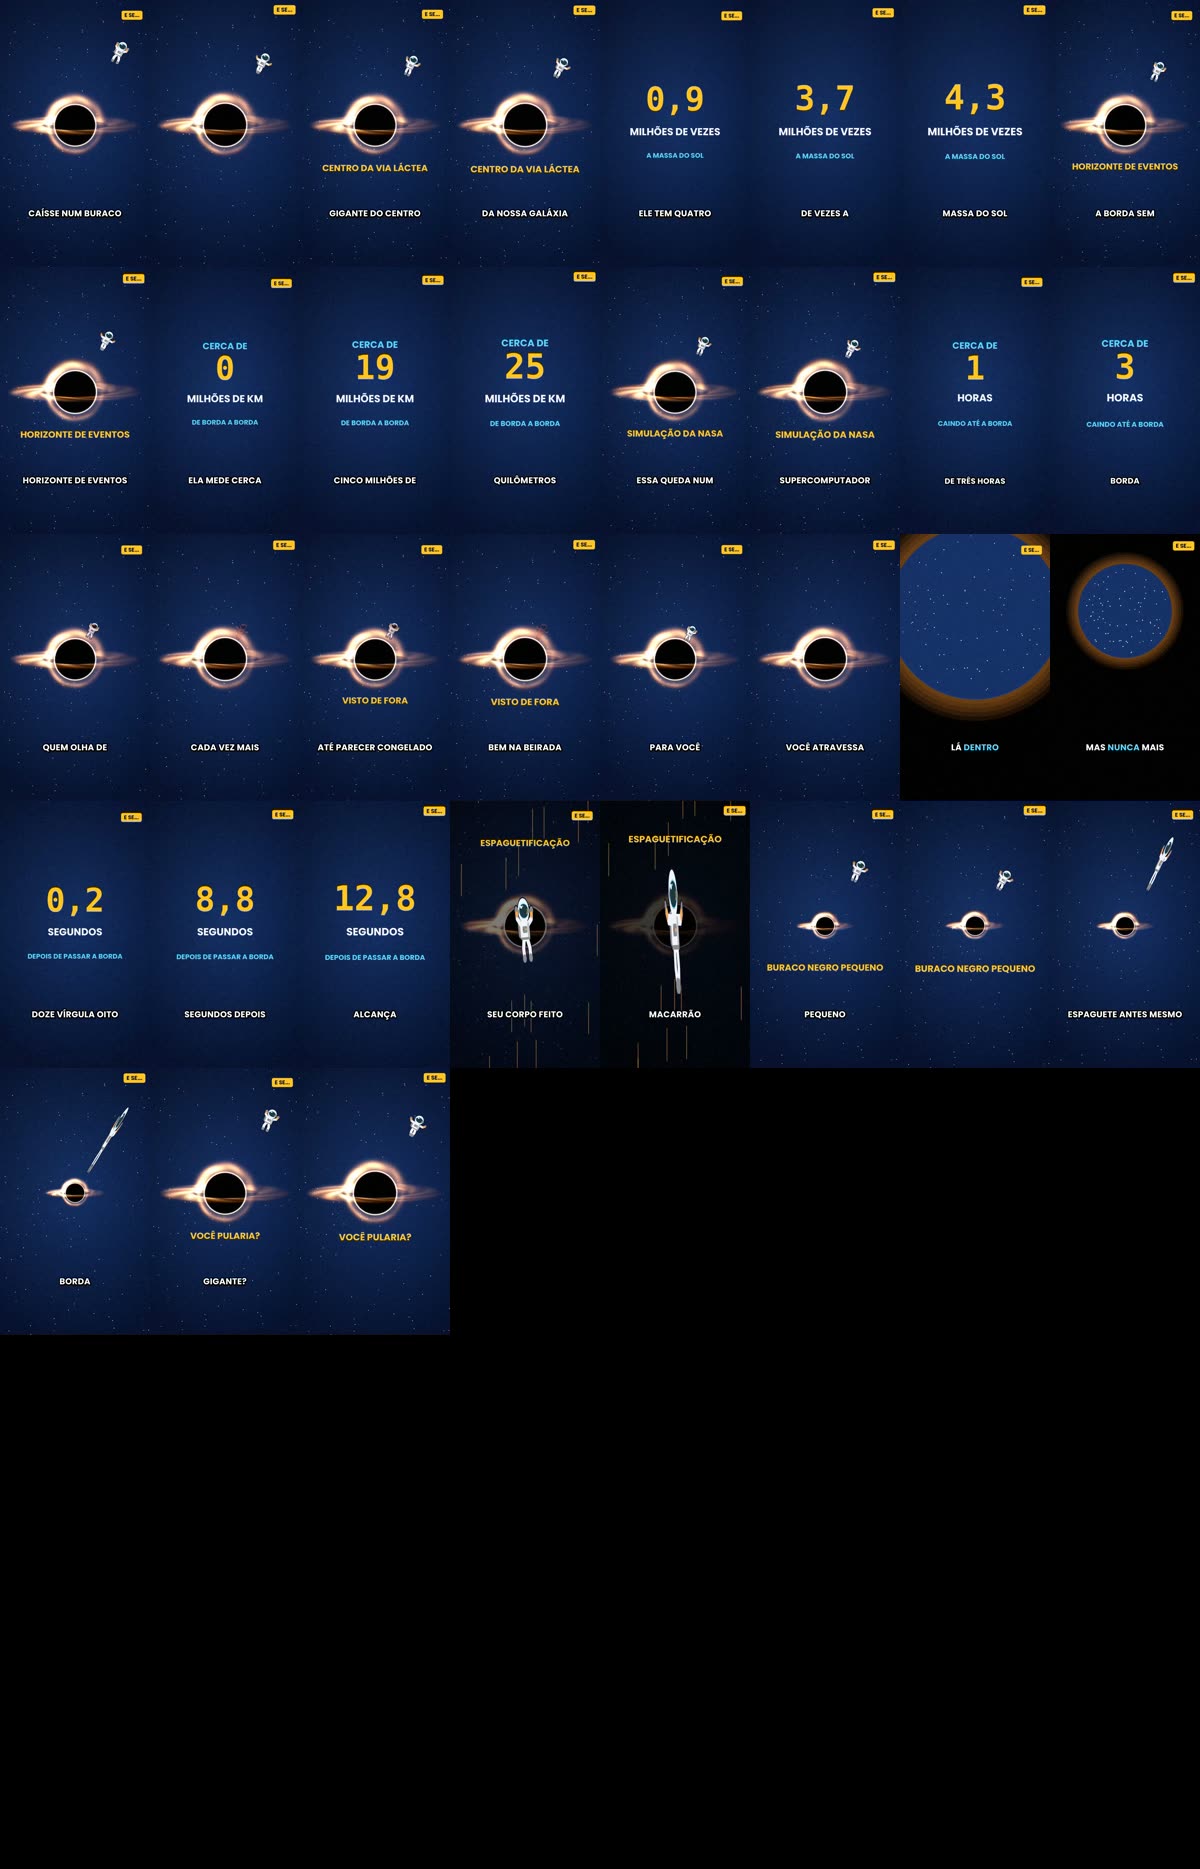 E SE...
CAÍSSE NUM BURACO
E SE...
E SE...
CENTRO DA VIA LÁCTEA
GIGANTE DO CENTRO
E SE...
CENTRO DA VIA LÁCTEA
DA NOSSA GALÁXIA
E SE...
0,9
MILHÕES DE VEZES
A MASSA DO SOL
ELE TEM QUATRO
E SE...
3,7
MILHÕES DE VEZES
A MASSA DO SOL
DE VEZES A
E SE...
4,3
MILHÕES DE VEZES
A MASSA DO SOL
MASSA DO SOL
E SE...
HORIZONTE DE EVENTOS
A BORDA SEM
E SE...
HORIZONTE DE EVENTOS
HORIZONTE DE EVENTOS
E SE...
CERCA DE
0
MILHÕES DE KM
DE BORDA A BORDA
ELA MEDE CERCA
E SE...
CERCA DE
19
MILHÕES DE KM
DE BORDA A BORDA
CINCO MILHÕES DE
E SE...
CERCA DE
25
MILHÕES DE KM
DE BORDA A BORDA
QUILÔMETROS
E SE...
SIMULAÇÃO DA NASA
ESSA QUEDA NUM
E SE...
SIMULAÇÃO DA NASA
SUPERCOMPUTADOR
E SE...
CERCA DE
1
HORAS
CAINDO ATÉ A BORDA
DE TRÊS HORAS
E SE...
CERCA DE
3
HORAS
CAINDO ATÉ A BORDA
BORDA
E SE...
QUEM OLHA DE
E SE...
CADA VEZ MAIS
E SE...
VISTO DE FORA
ATÉ PARECER CONGELADO
E SE...
VISTO DE FORA
BEM NA BEIRADA
E SE...
PARA VOCÊ
E SE...
VOCÊ ATRAVESSA
E SE...
LÁ DENTRO
E SE...
MAS NUNCA MAIS
E SE...
0,2
SEGUNDOS
DEPOIS DE PASSAR A BORDA
DOZE VÍRGULA OITO
E SE...
8,8
SEGUNDOS
DEPOIS DE PASSAR A BORDA
SEGUNDOS DEPOIS
E SE...
12,8
SEGUNDOS
DEPOIS DE PASSAR A BORDA
ALCANÇA
E SE...
ESPAGUETIFICAÇÃO
SEU CORPO FEITO
E SE...
ESPAGUETIFICAÇÃO
MACARRÃO
E SE...
BURACO NEGRO PEQUENO
PEQUENO
E SE...
BURACO NEGRO PEQUENO
E SE...
ESPAGUETE ANTES MESMO
E SE...
BORDA
E SE...
VOCÊ PULARIA?
GIGANTE?
E SE...
VOCÊ PULARIA?